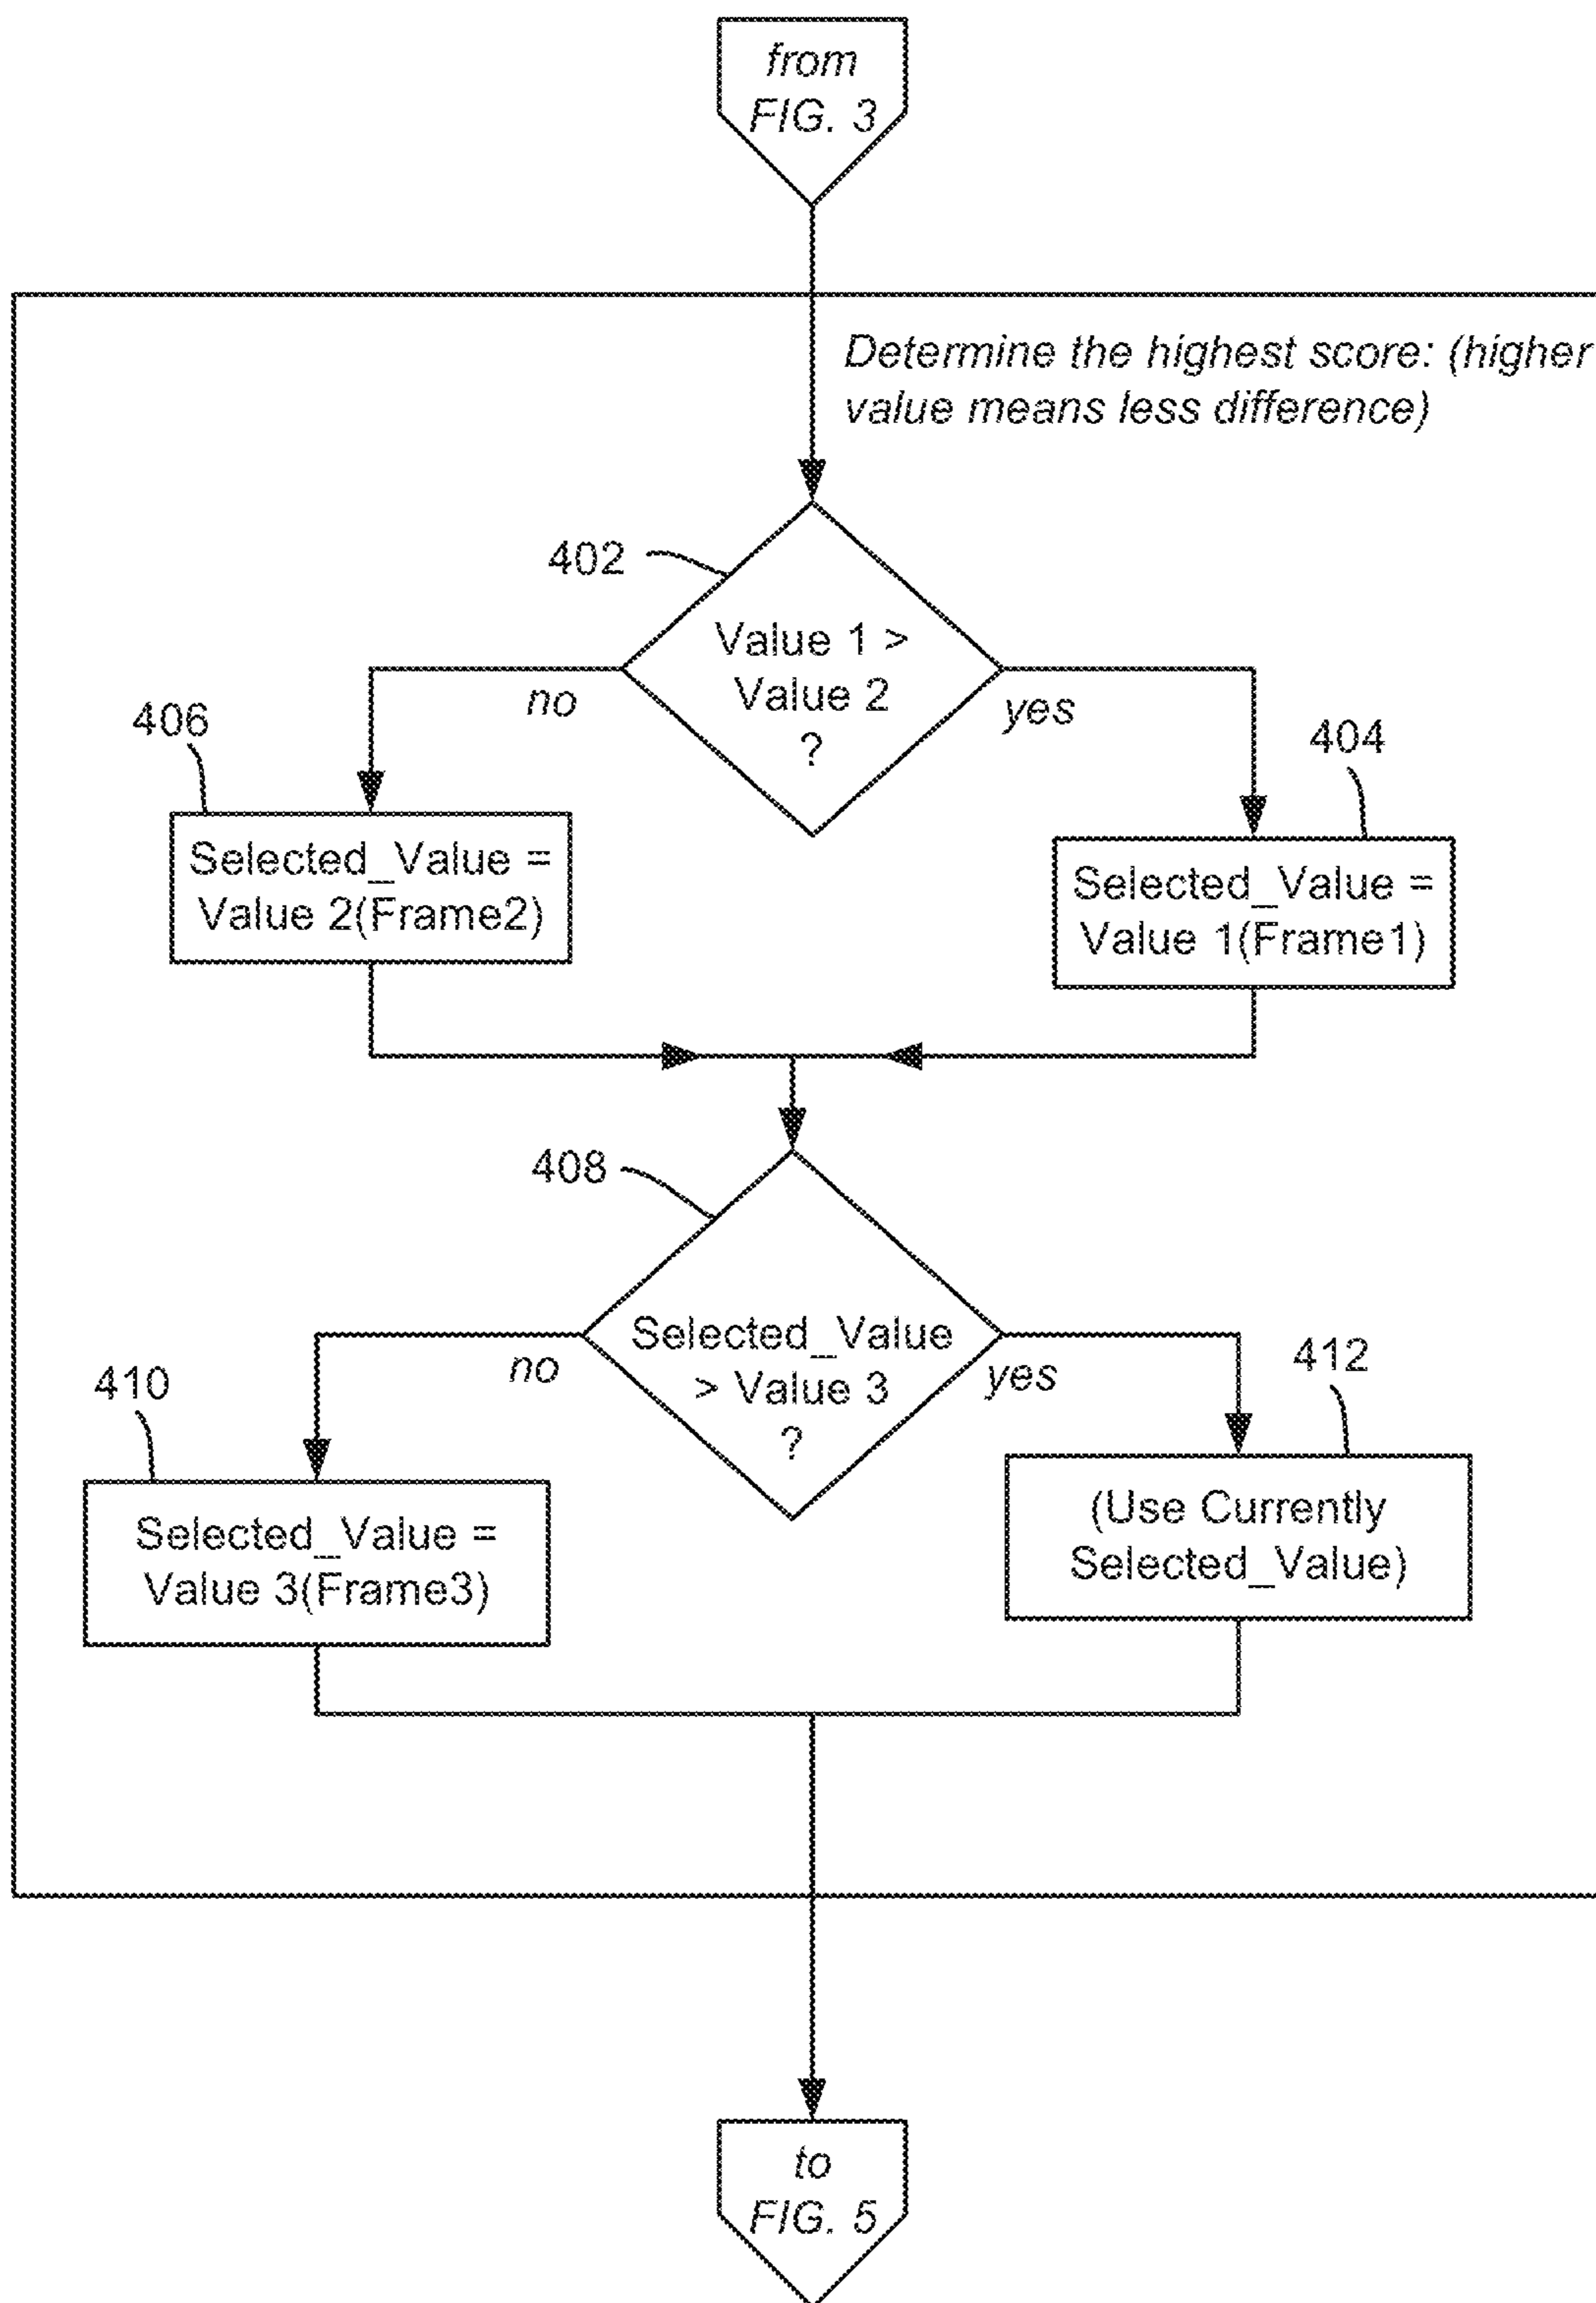 from
FIG. 3
Determine the highest score: (higher
value means less difference)
402
Value 1 >
Value 2
?
no
yes
406
404
Selected_Value =
Value 2(Frame2)
Selected_Value =
Value 1(Frame1)
408
Selected_Value
> Value 3
?
no
yes
410
412
Selected_Value =
Value 3(Frame3)
(Use Currently
Selected_Value)
to
FIG. 5